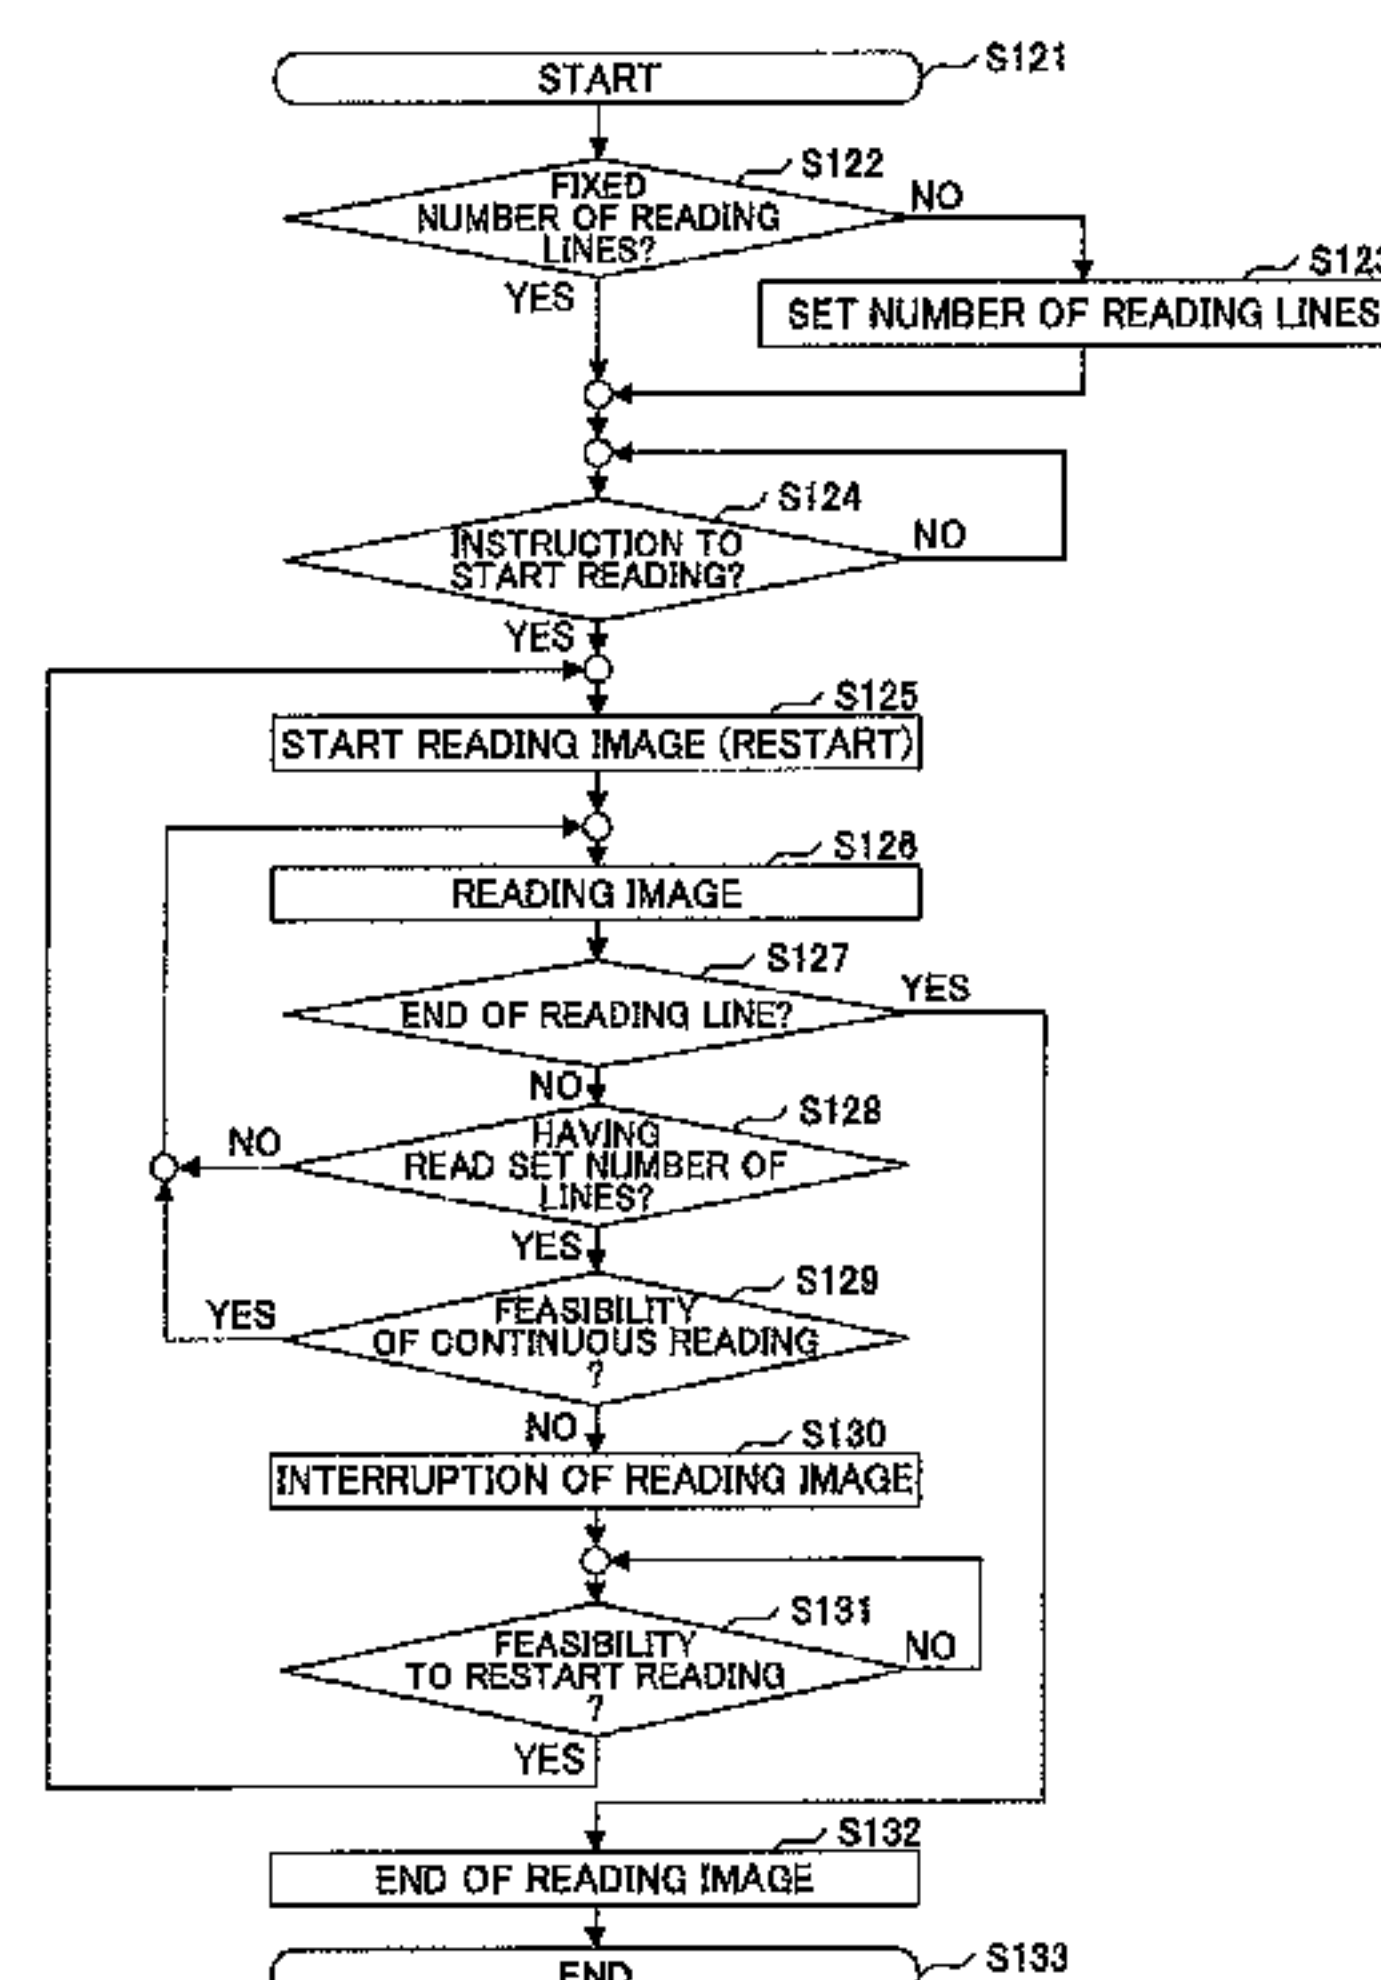 START
S121
FIXED
NUMBER OF READING
LINES?
S122
NO
YES
S123
SET NUMBER OF READING LINES
S124
INSTRUCTION TO
START READING?
NO
YES
S125
START READING IMAGE (RESTART)
S126
READING IMAGE
S127
END OF READING LINE?
YES
NO
S128
HAVING
READ SET NUMBER OF
LINES?
NO
YES
S129
FEASIBILITY
OF CONTINUOUS READING
?
YES
NO
S130
INTERRUPTION OF READING IMAGE
S131
FEASIBILITY
TO RESTART READING
?
NO
YES
S132
END OF READING IMAGE
S133
END